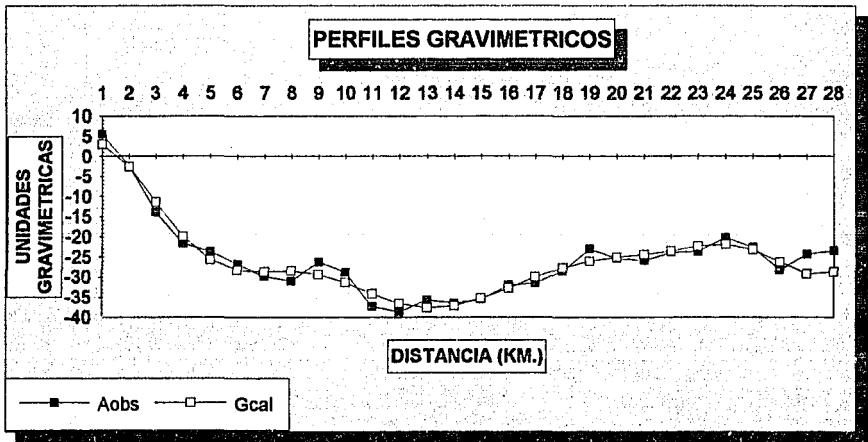 PERFILES GRAVIMETRICOS
1 2 3 4 5 6 7 8 9 10 11 12 13 14 15 16 17 18 19 20 21 22 23 24 25 26 27 28
10
5
0
-5
-10
-15
-20
-25
-30
-35
-40
UNIDADES
GRAVIMETRICAS
DISTANCIA (KM.)
Aobs Gcal